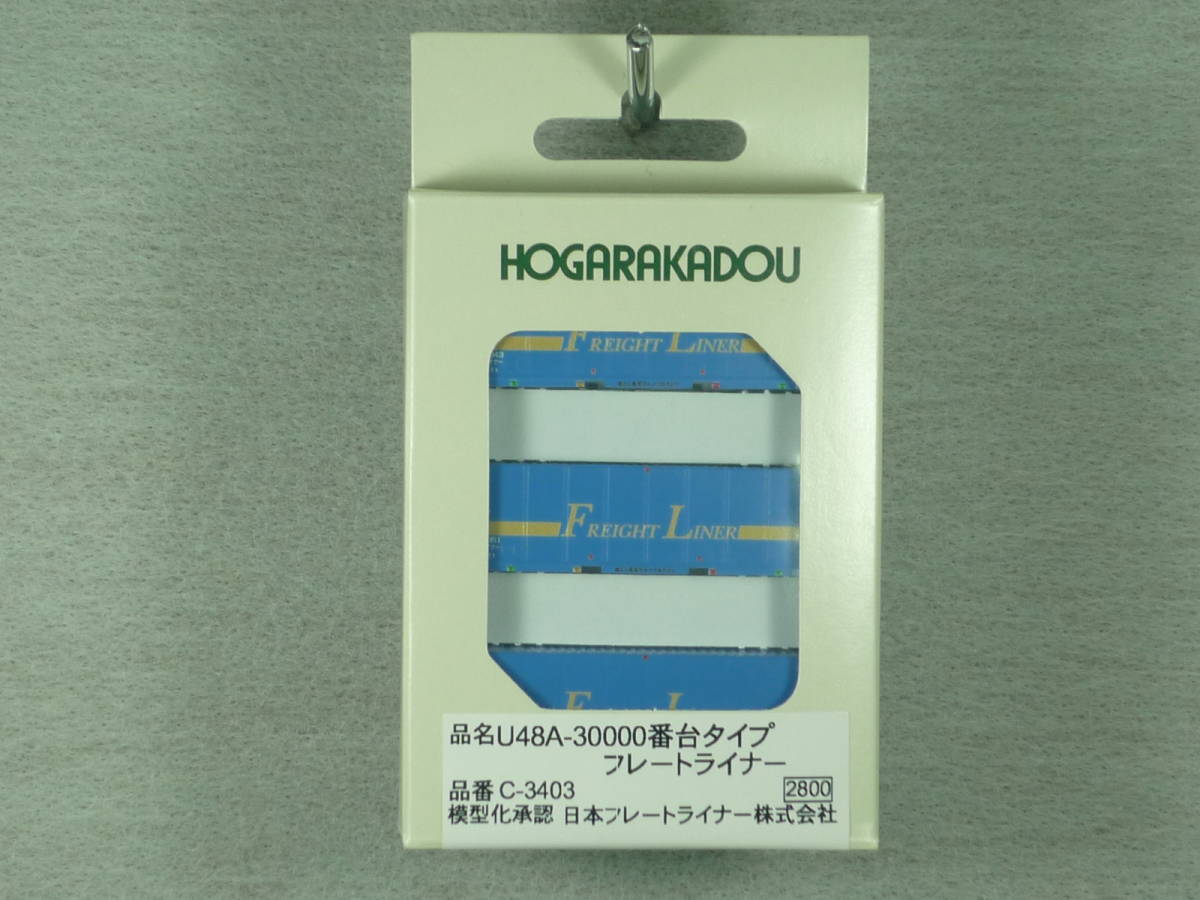 HOGARAKADOU
FREIGHT LINER
FREIGHT LINER
F L
品名U48A-30000番台タイプ
フレートライナー
品番 C-3403 2800
模型化承認 日本フレートライナー株式会社